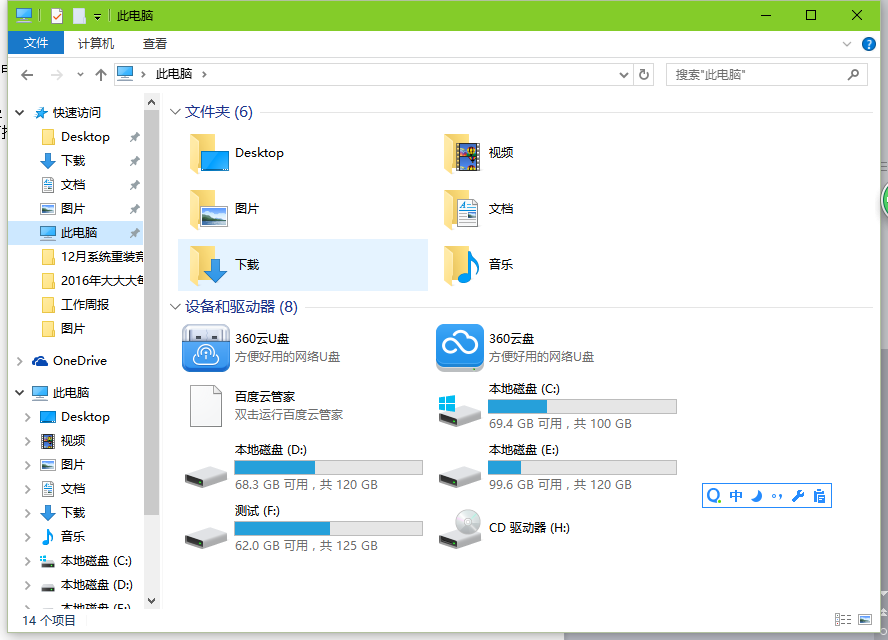 此电脑
文件 计算机 查看
此电脑
搜索"此电脑"
快速访问
Desktop
下载
文档
图片
此电脑
12月系统重装
2016年大大大
工作周报
图片
OneDrive
此电脑
Desktop
视频
图片
文档
下载
音乐
本地磁盘 (C:)
本地磁盘 (D:)
本地磁盘 (E:)
文件夹 (6)
Desktop
视频
图片
文档
下载
音乐
设备和驱动器 (8)
360云U盘
方便好用的网络U盘
360云盘
方便好用的网络U盘
百度云管家
双击运行百度云管家
本地磁盘 (C:)
69.4 GB 可用，共 100 GB
本地磁盘 (D:)
68.3 GB 可用，共 120 GB
本地磁盘 (E:)
99.6 GB 可用，共 120 GB
测试 (F:)
62.0 GB 可用，共 125 GB
CD 驱动器 (H:)
中
14 个项目